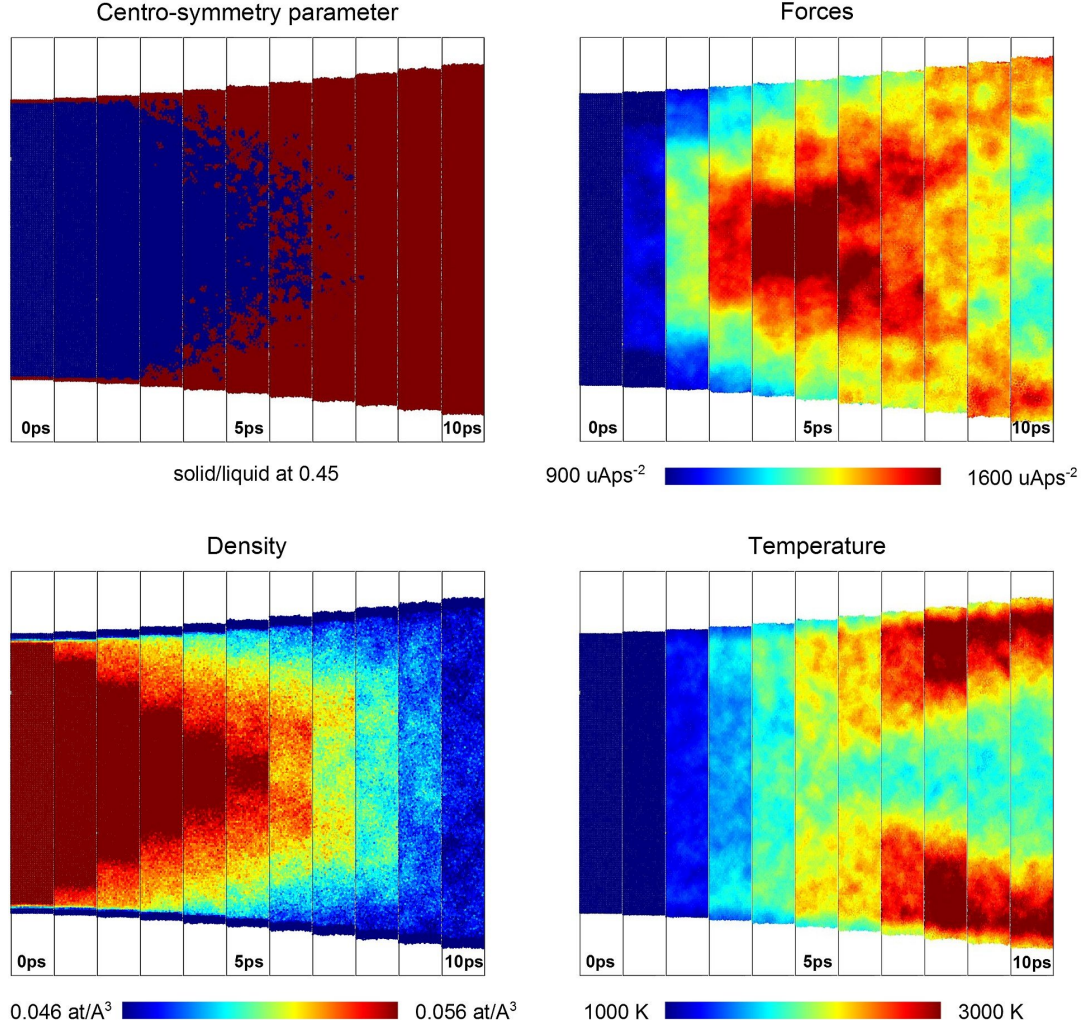 Centro-symmetry parameter
Forces
0ps 5ps 10ps
0ps 5ps 10ps
solid/liquid at 0.45
900 uAps⁻² 1600 uAps⁻²
Density
Temperature
0ps 5ps 10ps
0ps 5ps 10ps
0.046 at/A³ 0.056 at/A³
1000 K 3000 K